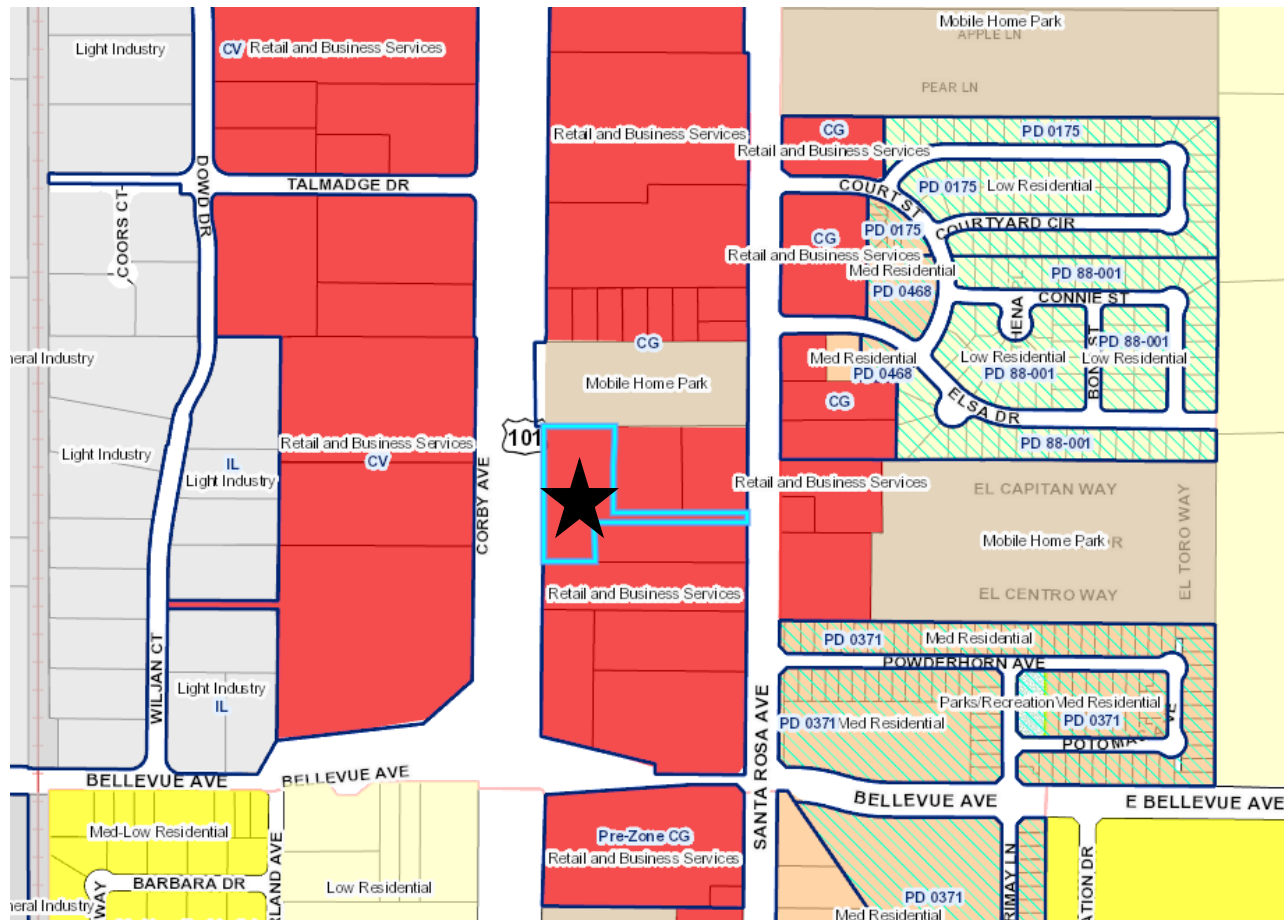 Mobile Home Park
APPLE LN
Light Industry
CV
Retail and Business Services
PEAR LN
Retail and Business Services
CG
PD 0175
Retail and Business Services
DOWD DR
TALMADGE DR
COORS CT
COURT ST
PD 0175
Low Residential
PD 0175
COURTYARD CIR
CG
Retail and Business Services
Med Residential
PD 88-001
PD 0468
CONNIE ST
CG
PD 88-001
Med Residential
Low Residential
Low Residential
PD 0468
PD 88-001
Mobile Home Park
CG
ELSA DR
101
PD 88-001
Retail and Business Services
CV
Light Industry
IL
Light Industry
CORBY AVE
Retail and Business Services
EL CAPITAN WAY
Mobile Home Park
EL TORO WAY
EL CENTRO WAY
Retail and Business Services
PD 0371
Med Residential
POWDERHORN AVE
WILJAN CT
Light Industry
IL
SANTA ROSA AVE
Parks/Recreation
Med Residential
PD 0371
PD 0371
Med Residential
BELLEVUE AVE
BELLEVUE AVE
BELLEVUE AVE
E BELLEVUE AVE
Med-Low Residential
Pre-Zone CG
Retail and Business Services
BARBARA DR
WAY
Low Residential
PD 0371
Med Residential